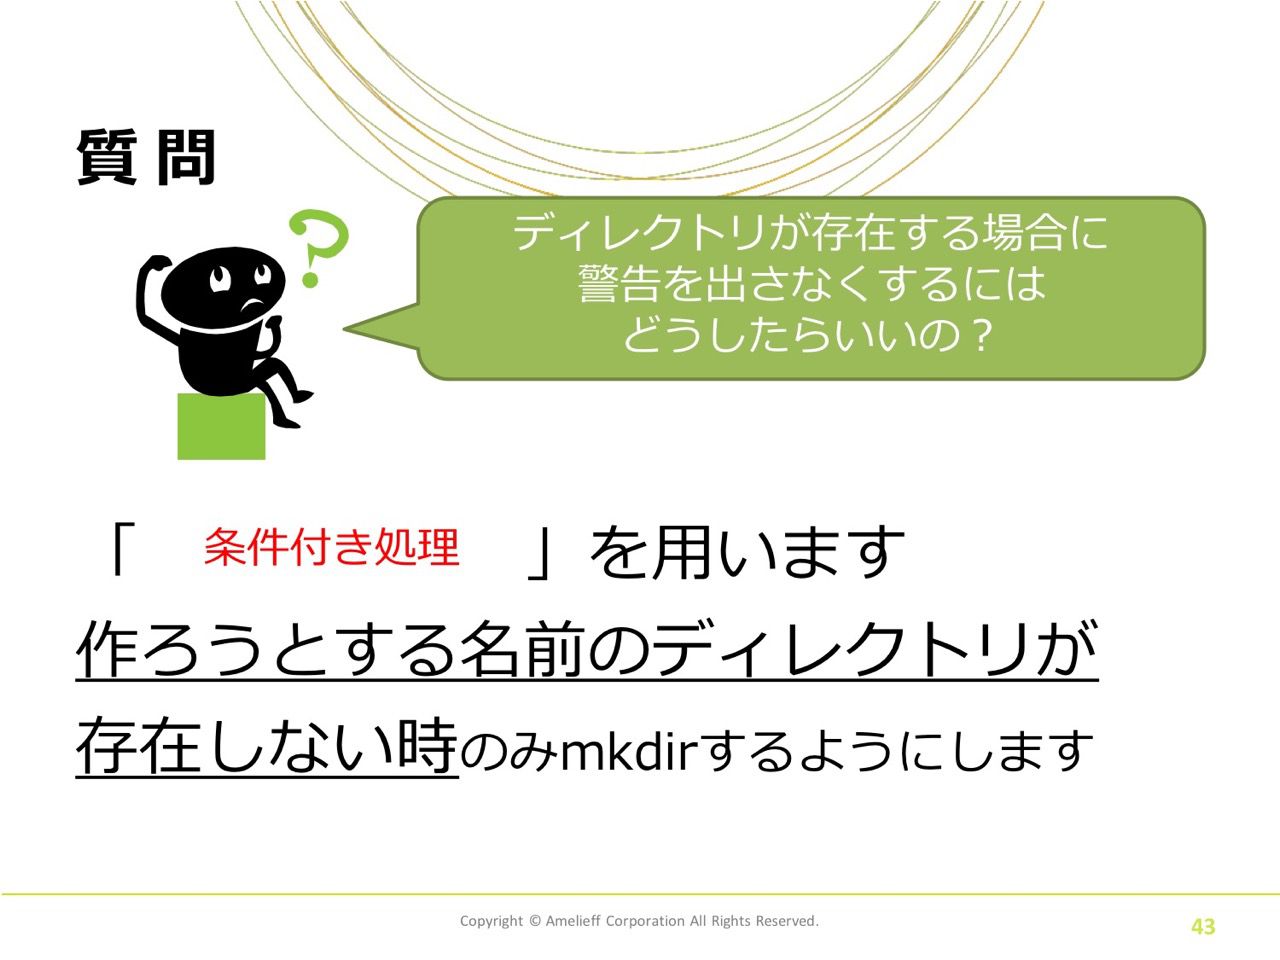 質問
?
ディレクトリが存在する場合に
警告を出さなくするには
どうしたらいいの？
「 条件付き処理 」を用います
作ろうとする名前のディレクトリが
存在しない時のみmkdirするようにします
Copyright © Amelieff Corporation All Rights Reserved.
43